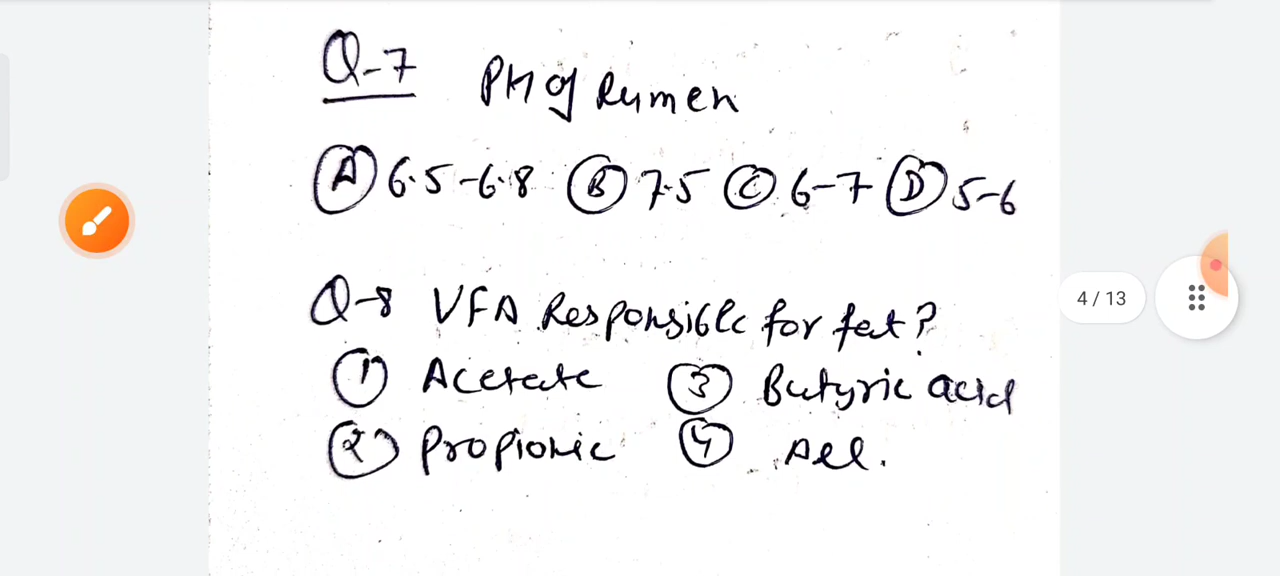 Q-7 PH of Rumen
(A) 6.5-6.8 (B) 7.5 (C) 6-7 (D) 5-6
Q-8 VFA Responsible for fat?
(1) Acetate (3) Butyric acid
(2) Propionic (4) All.
4 / 13